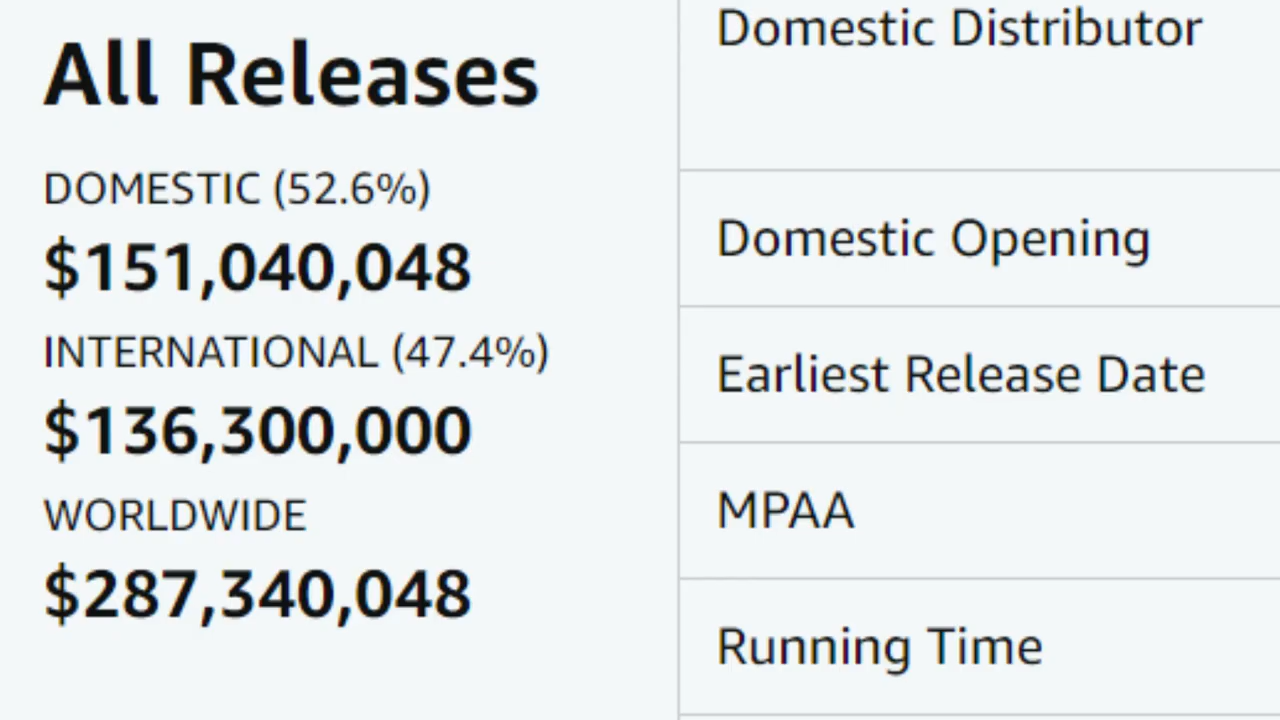 All Releases
DOMESTIC (52.6%)
$151,040,048
INTERNATIONAL (47.4%)
$136,300,000
WORLDWIDE
$287,340,048
Domestic Distributor
Domestic Opening
Earliest Release Date
MPAA
Running Time